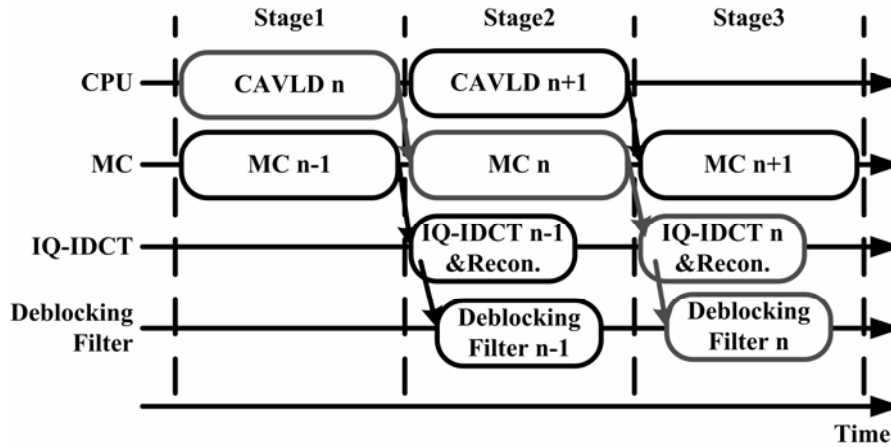 Stage1 Stage2 Stage3
CPU CAVLD n CAVLD n+1
MC MC n-1 MC n MC n+1
IQ-IDCT IQ-IDCT n-1 IQ-IDCT n
&Recon. &Recon.
Deblocking Deblocking Deblocking
Filter Filter n-1 Filter n
Time